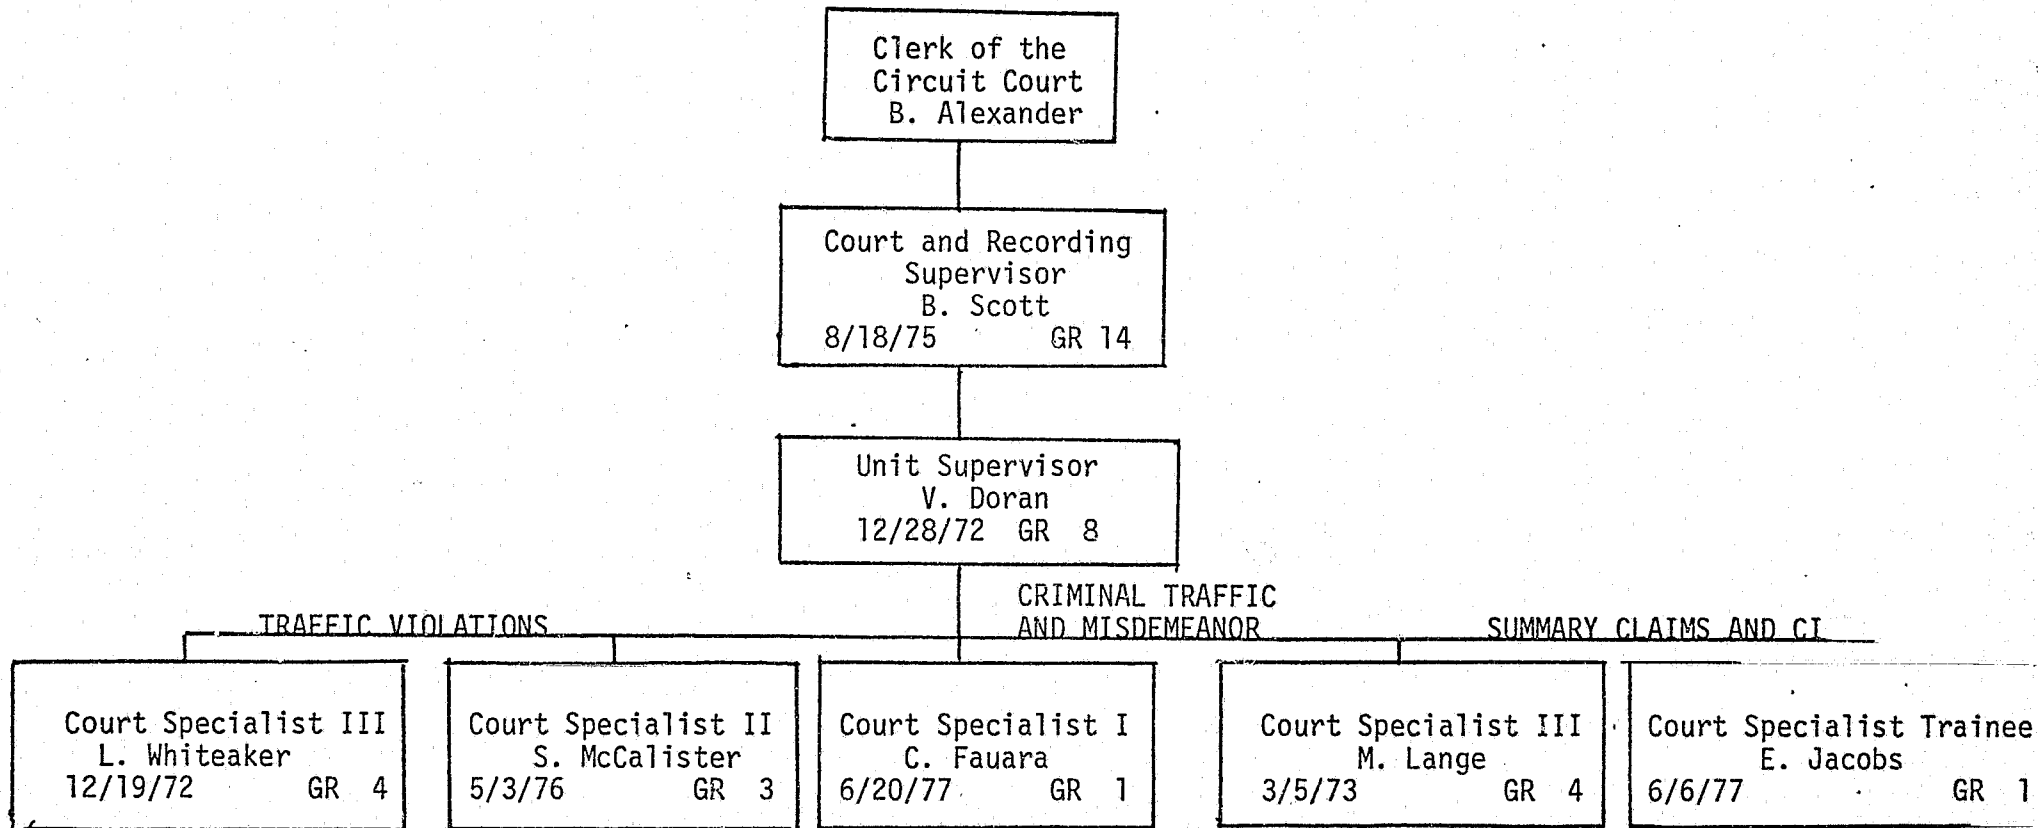 Clerk of the
Circuit Court
B. Alexander
Court and Recording
Supervisor
B. Scott
8/18/75 GR 14
Unit Supervisor
V. Doran
12/28/72 GR 8
TRAFFIC VIOLATIONS
CRIMINAL TRAFFIC
AND MISDEMEANOR
SUMMARY CLAIMS AND CI
Court Specialist III
L. Whiteaker
12/19/72 GR 4
Court Specialist II
S. McCalister
5/3/76 GR 3
Court Specialist I
C. Fauara
6/20/77 GR 1
Court Specialist III
M. Lange
3/5/73 GR 4
Court Specialist Trainee
E. Jacobs
6/6/77 GR 1